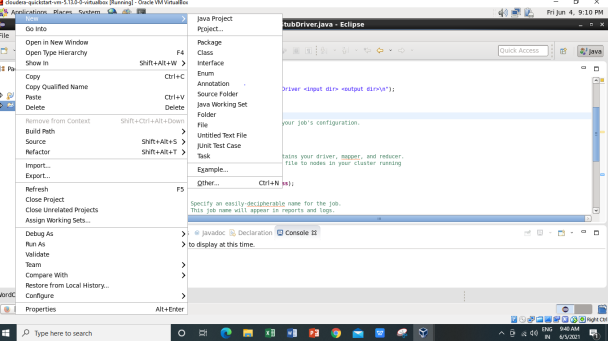 cloudera-quickstart-vm-5.13.0-0-virtualbox [Running] - Oracle VM VirtualBox
Applications Places System
Fri Jun 4, 9:10 PM
StubDriver.java - Eclipse
File
New
Go Into
Open in New Window
Open Type Hierarchy F4
Show In Shift+Alt+W
Copy Ctrl+C
Copy Qualified Name
Paste Ctrl+V
Delete Delete
Remove from Context Shift+Ctrl+Alt+Down
Build Path
Source Shift+Alt+S
Refactor Shift+Alt+T
Import...
Export...
Refresh F5
Close Project
Close Unrelated Projects
Assign Working Sets...
Debug As
Run As
Validate
Team
Compare With
Restore from Local History...
Configure
Properties Alt+Enter
Java Project
Project...
Package
Class
Interface
Enum
Annotation
Source Folder
Java Working Set
Folder
File
Untitled Text File
JUnit Test Case
Task
Example...
Other... Ctrl+N
Quick Access
Java
Driver <input dir> <output dir>\n");
your job's configuration.
tains your driver, mapper, and reducer.
file to nodes in your cluster running
ss);
Specify an easily-decipherable name for the job.
This job name will appear in reports and logs.
Javadoc Declaration Console
to display at this time.
Right Ctrl
Type here to search
ENG
IN
9:40 AM
6/5/2021